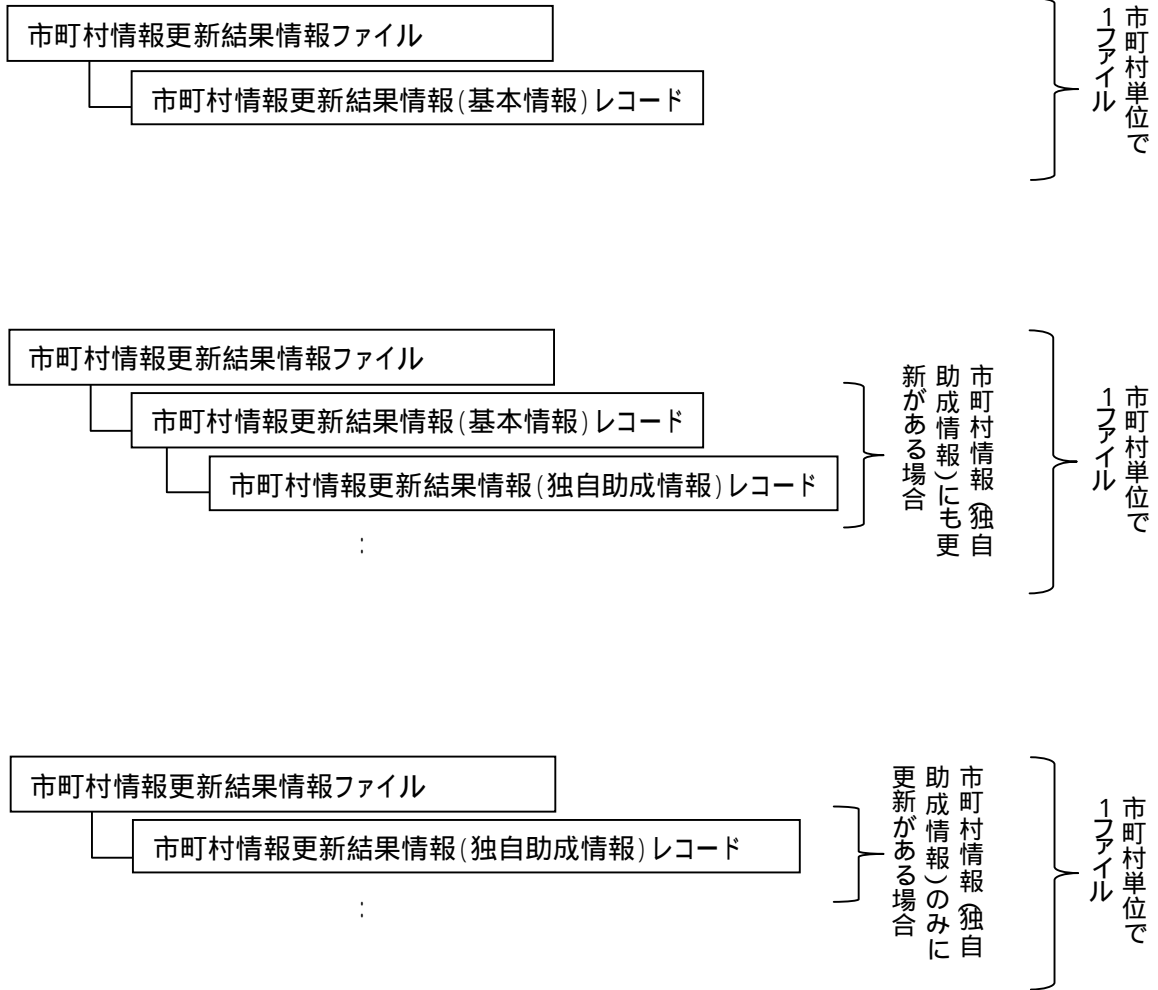 市町村情報更新結果情報ファイル
市町村情報更新結果情報(基本情報)レコード
市町村単位で
1ファイル
市町村情報更新結果情報ファイル
市町村情報更新結果情報(基本情報)レコード
市町村情報更新結果情報(独自助成情報)レコード
:
市町村情報(独自
助成情報)にも更
新がある場合
市町村単位で
1ファイル
市町村情報更新結果情報ファイル
市町村情報更新結果情報(独自助成情報)レコード
:
市町村情報(独自
助成情報)のみに
更新がある場合
市町村単位で
1ファイル